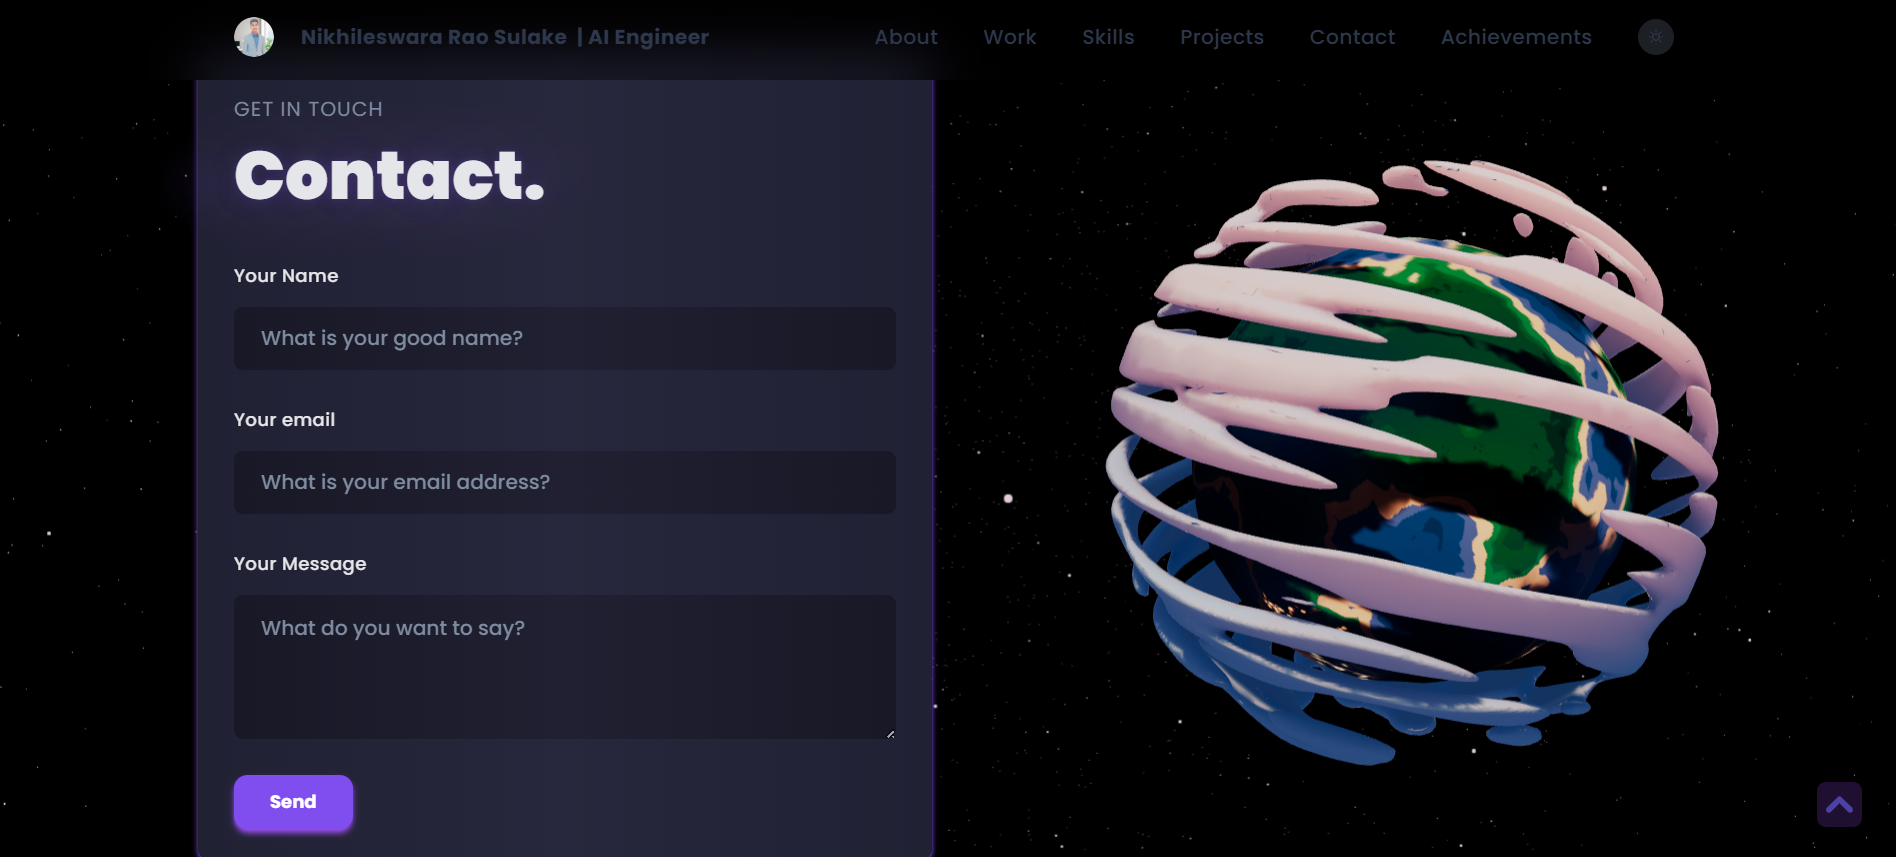 Nikhileswara Rao Sulake | AI Engineer
About Work Skills Projects Contact Achievements
GET IN TOUCH
Contact.
Your Name
What is your good name?
Your email
What is your email address?
Your Message
What do you want to say?
Send